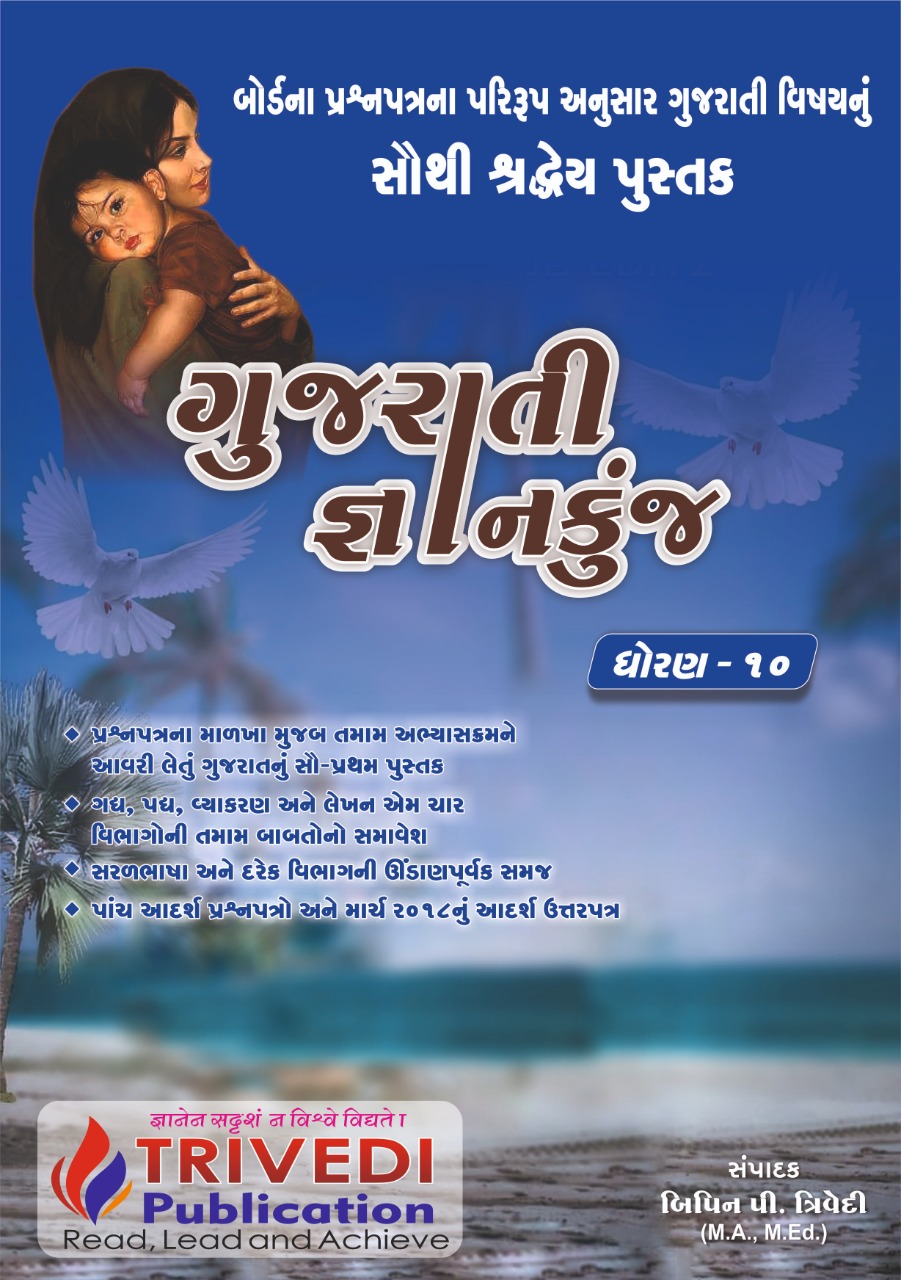 બોર્ડના પ્રશ્નપત્રના પરિરૂપ અનુસાર ગુજરાતી વિષયનું
સૌથી શ્રદ્ધેય પુસ્તક
ગુજરાતી
જ્ઞાનકુંજ
ધોરણ - ૧૦
◆ પ્રશ્નપત્રના માળખા મુજબ તમામ અભ્યાસક્રમને
આવરી લેતું ગુજરાતનું સૌ-પ્રથમ પુસ્તક
◆ ગદ્ય, પદ્ય, વ્યાકરણ અને લેખન એમ ચાર
વિભાગોની તમામ બાબતોનો સમાવેશ
◆ સરળભાષા અને દરેક વિભાગની ઊંડાણપૂર્વક સમજ
◆ પાંચ આદર્શ પ્રશ્નપત્રો અને માર્ચ ૨૦૧૮નું આદર્શ ઉત્તરપત્ર
જ્ઞાનેન સદૃશં ન વિશ્વે વિદ્યતે।
TRIVEDI
Publication
Read, Lead and Achieve
સંપાદક
બિપિન પી. ત્રિવેદી
(M.A., M.Ed.)